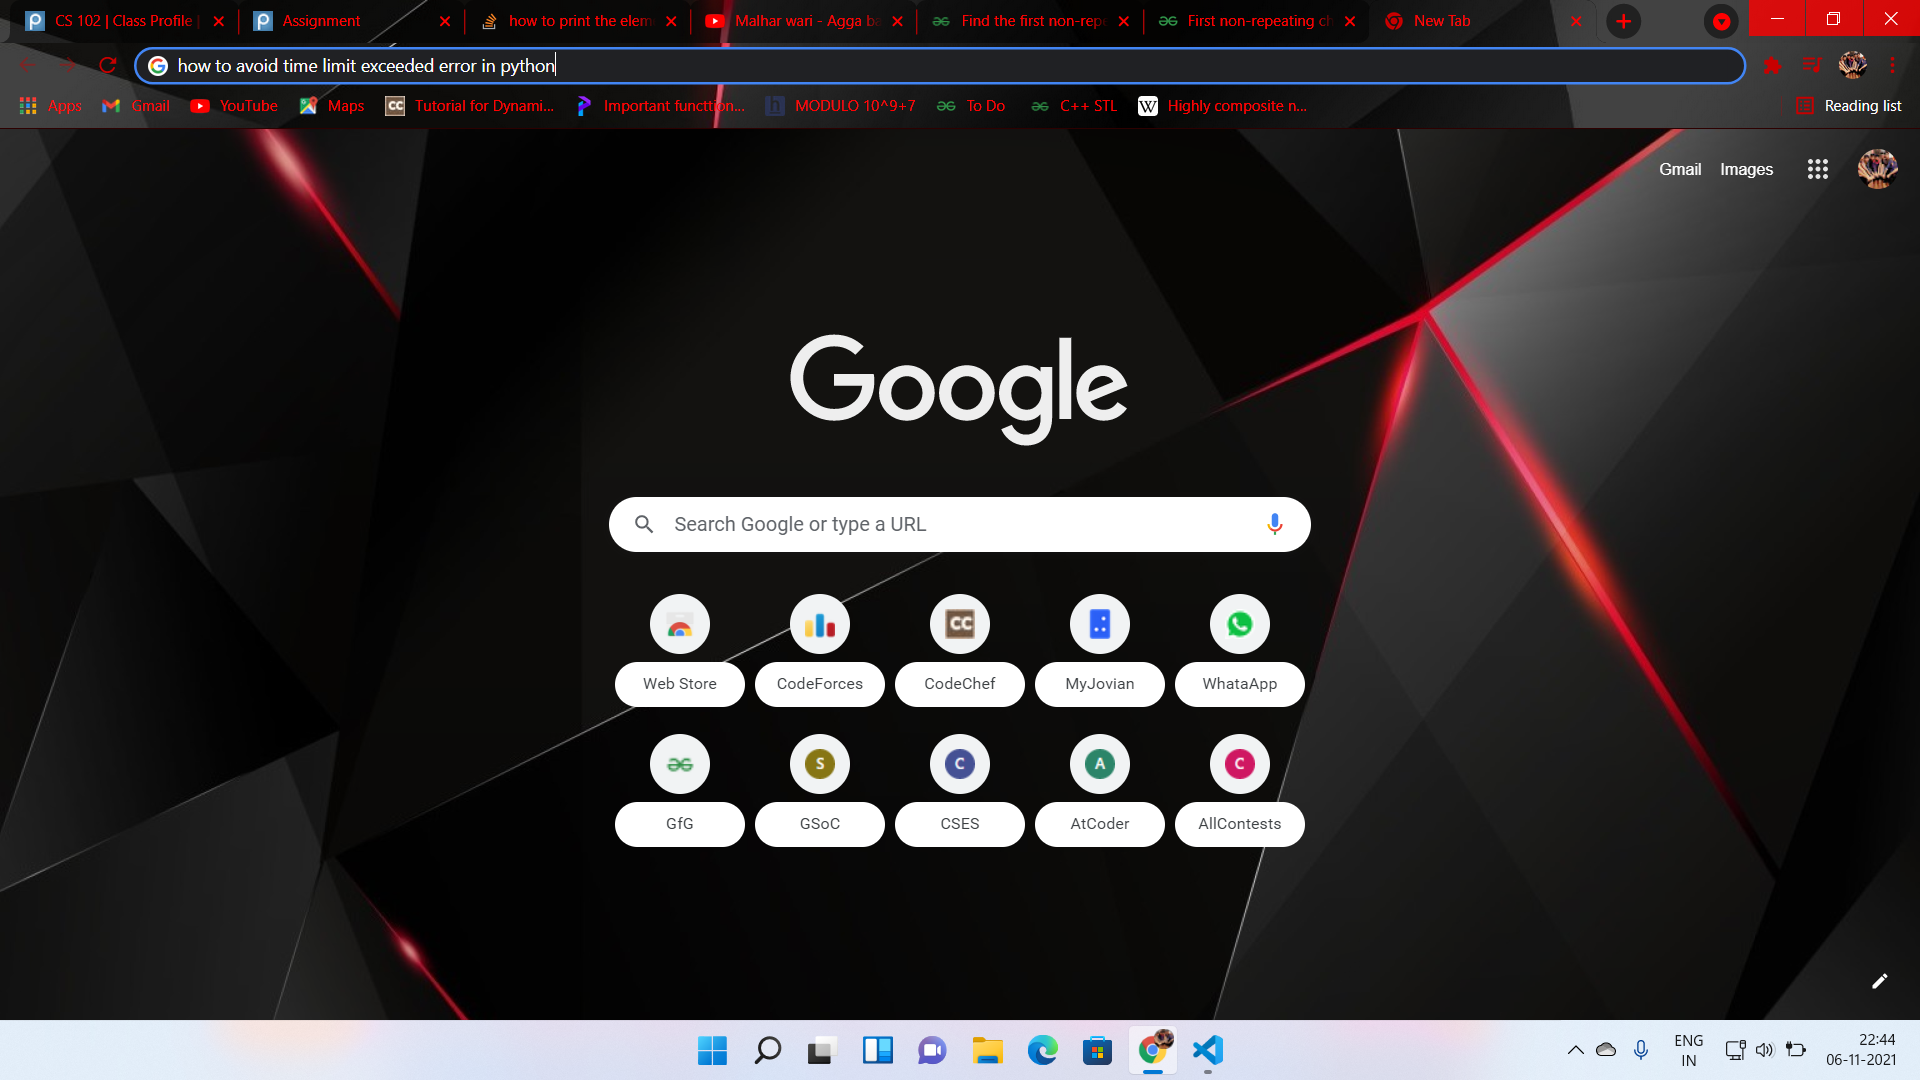 CS 102 | Class Profile
Assignment
how to print the elem
Malhar wari - Agga ba
Find the first non-repe
First non-repeating ch
New Tab
how to avoid time limit exceeded error in python
Apps
Gmail
YouTube
Maps
CC Tutorial for Dynami...
Important functtion...
h MODULO 10^9+7
To Do
C++ STL
W Highly composite n...
Reading list
Gmail Images
Google
Search Google or type a URL
CC
Web Store
CodeForces
CodeChef
MyJovian
WhataApp
S
C
A
C
GfG
GSoC
CSES
AtCoder
AllContests
ENG
IN
22:44
06-11-2021